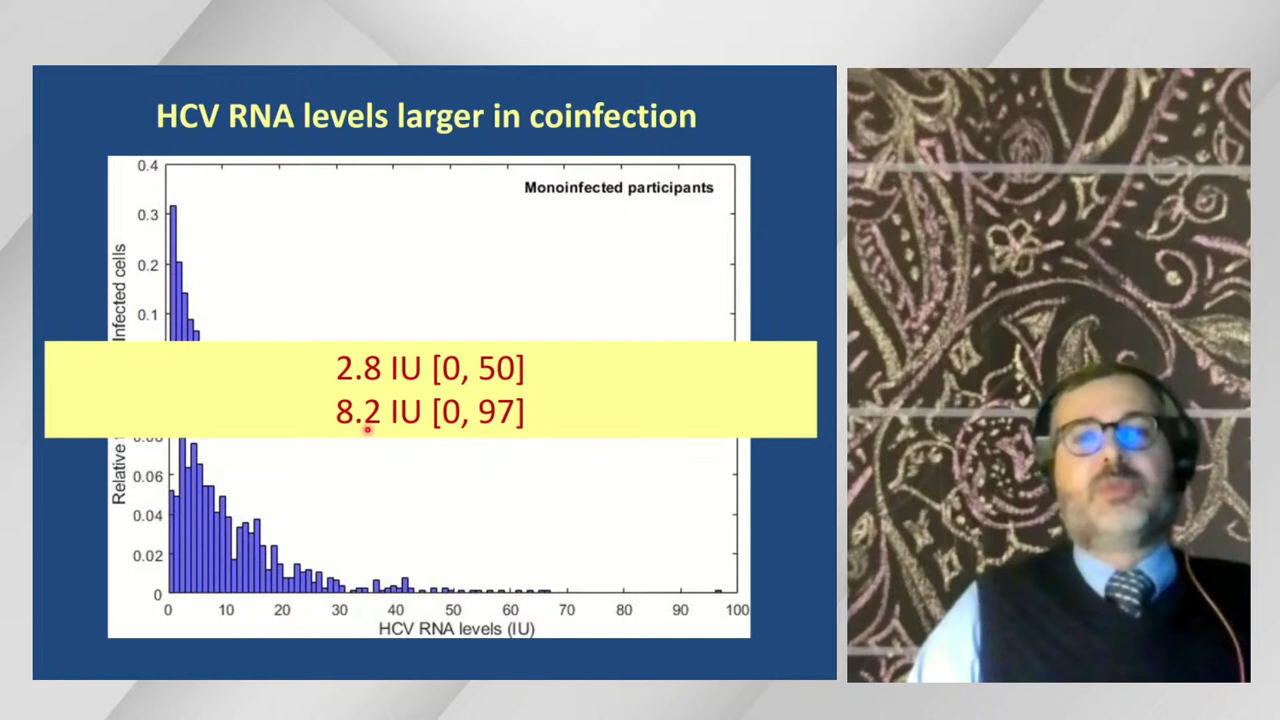 HCV RNA levels larger in coinfection
0.4
Monoinfected participants
0.3
0.2
0.1
Relative
Infected cells
2.8 IU [0, 50]
8.2 IU [0, 97]
0.06
0.04
0.02
0
0 10 20 30 40 50 60 70 80 90 100
HCV RNA levels (IU)